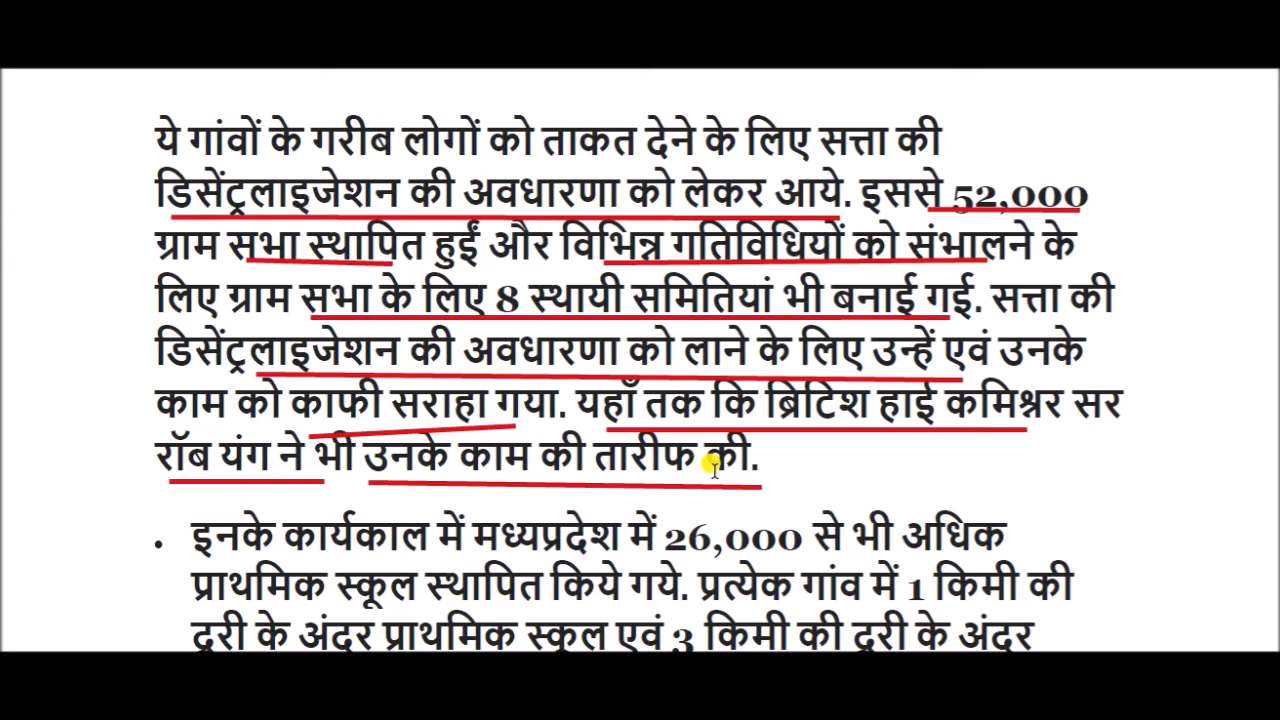 ये गांवों के गरीब लोगों को ताकत देने के लिए सत्ता की
डिसेंट्रलाइजेशन की अवधारणा को लेकर आये. इससे 52,000
ग्राम सभा स्थापित हुईं और विभिन्न गतिविधियों को संभालने के
लिए ग्राम सभा के लिए 8 स्थायी समितियां भी बनाई गई. सत्ता की
डिसेंट्रलाइजेशन की अवधारणा को लाने के लिए उन्हें एवं उनके
काम को काफी सराहा गया. यहाँ तक कि ब्रिटिश हाई कमिश्नर सर
रॉब यंग ने भी उनके काम की तारीफ की.
• इनके कार्यकाल में मध्यप्रदेश में 26,000 से भी अधिक
प्राथमिक स्कूल स्थापित किये गये. प्रत्येक गांव में 1 किमी की
दूरी के अंदर प्राथमिक स्कूल एवं 3 किमी की दूरी के अंदर